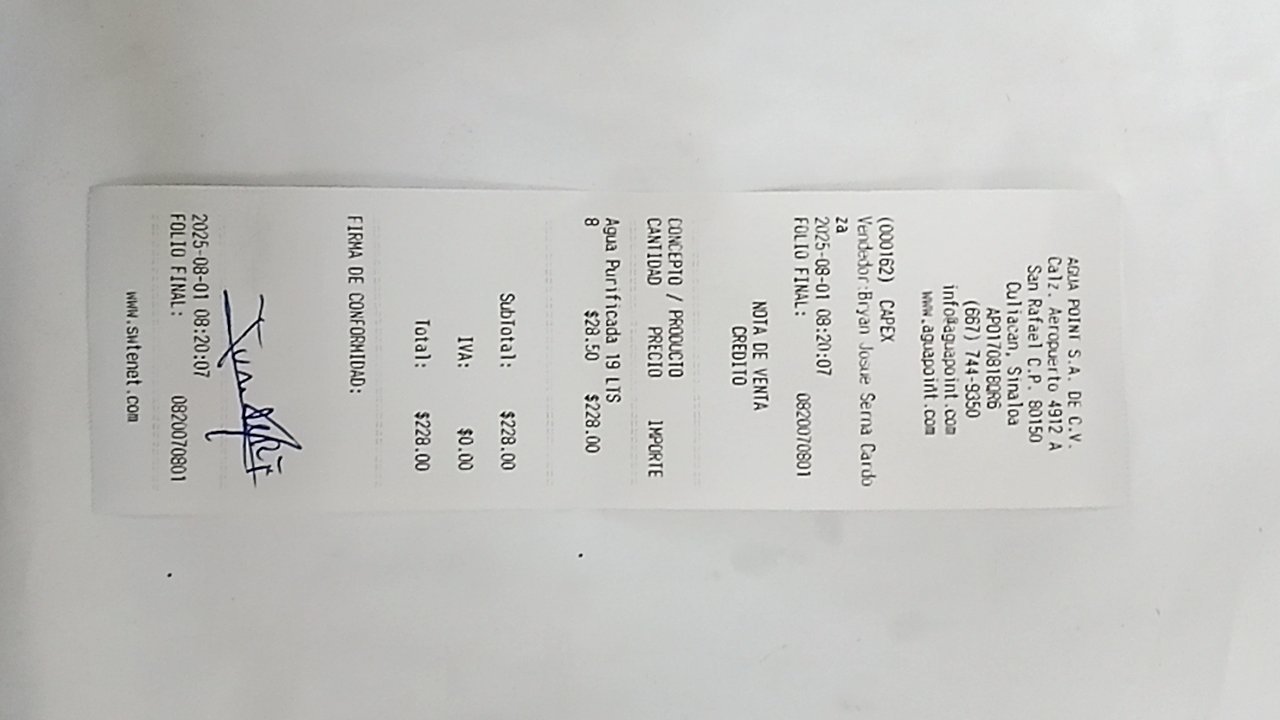 AGUA POINT S.A. DE C.V.
Calz. Aeropuerto 4912 A
San Rafael C.P. 80150
Culiacan, Sinaloa
APO170818QR6
(667) 744-9350
info@aguapoint.com
www.aguapoint.com
(000162) CAPEX
Vendedor:Bryan Josue Serna Cardo
za
2025-08-01 08:20:07
FOLIO FINAL: 0820070801
NOTA DE VENTA
CREDITO
CONCEPTO / PRODUCTO
CANTIDAD PRECIO IMPORTE
Agua Purificada 19 LTS
8 $28.50 $228.00
SubTotal: $228.00
IVA: $0.00
Total: $228.00
FIRMA DE CONFORMIDAD:
2025-08-01 08:20:07
FOLIO FINAL: 0820070801
www.swtenet.com